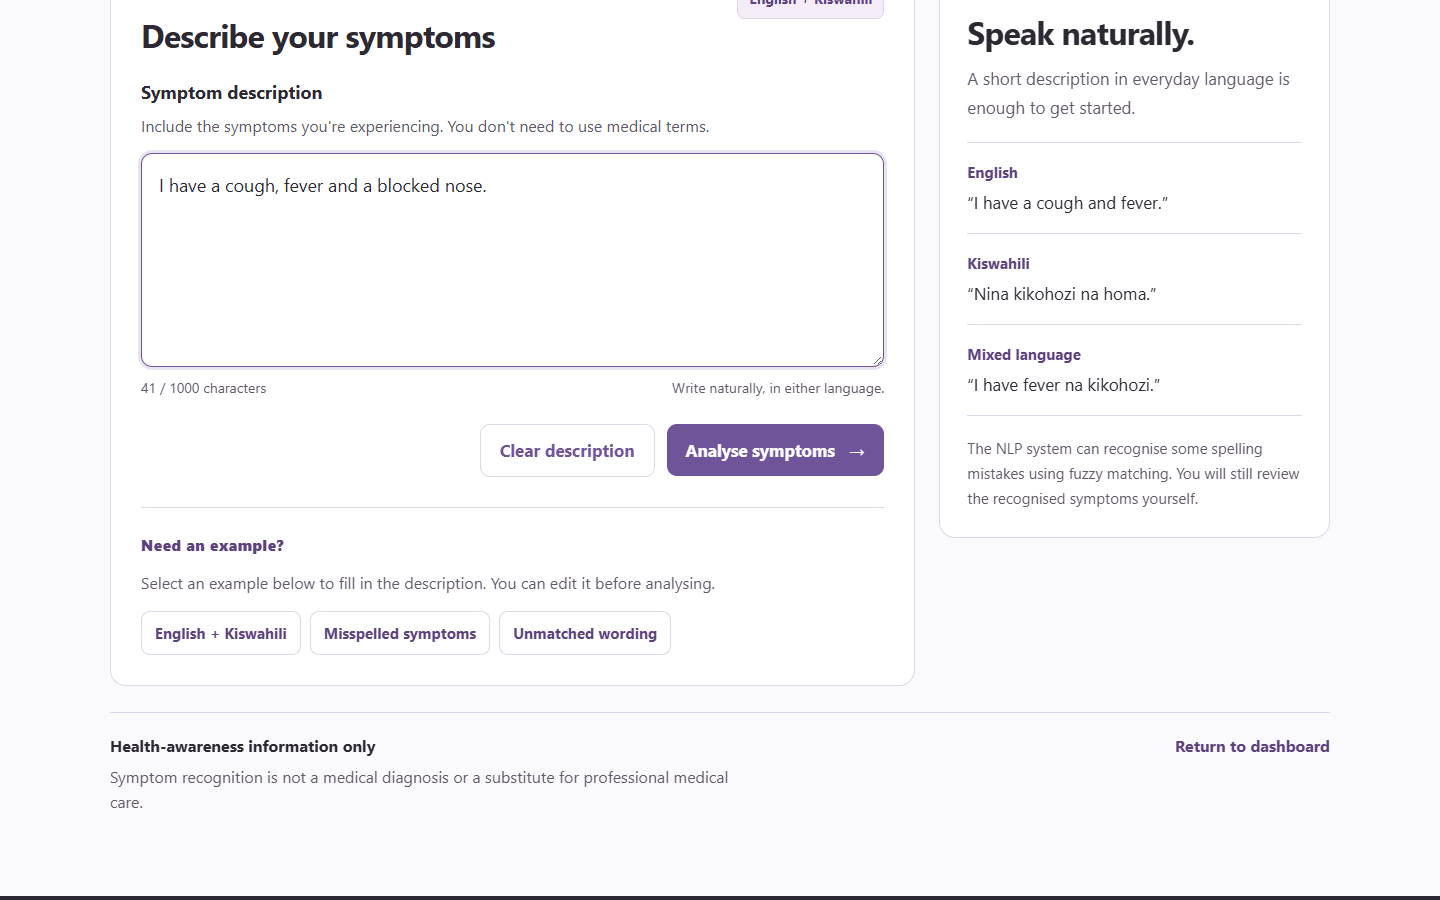 English + Kiswahili
Describe your symptoms
Symptom description
Include the symptoms you're experiencing. You don't need to use medical terms.
I have a cough, fever and a blocked nose.
41 / 1000 characters
Write naturally, in either language.
Clear description
Analyse symptoms →
Need an example?
Select an example below to fill in the description. You can edit it before analysing.
English + Kiswahili
Misspelled symptoms
Unmatched wording
Speak naturally.
A short description in everyday language is
enough to get started.
English
“I have a cough and fever.”
Kiswahili
“Nina kikohozi na homa.”
Mixed language
“I have fever na kikohozi.”
The NLP system can recognise some spelling
mistakes using fuzzy matching. You will still review
the recognised symptoms yourself.
Health-awareness information only
Symptom recognition is not a medical diagnosis or a substitute for professional medical
care.
Return to dashboard